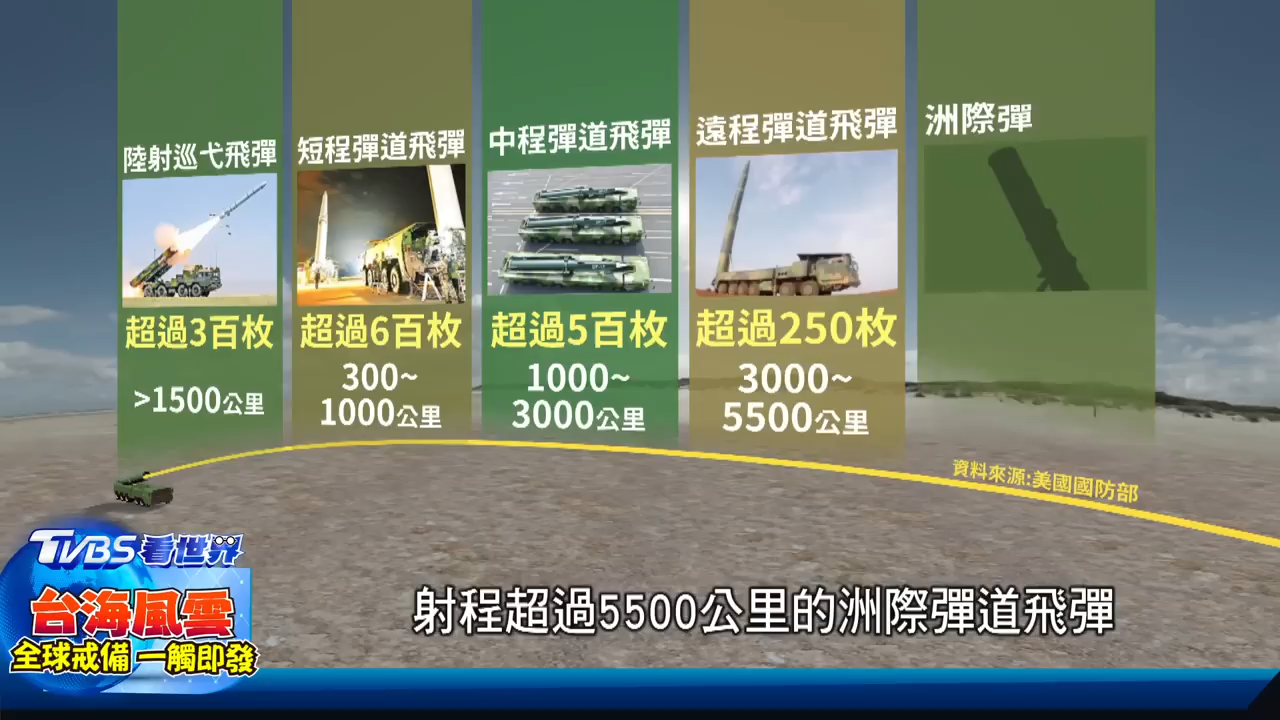 陸射巡弋飛彈
超過3百枚
>1500公里
短程彈道飛彈
超過6百枚
300~
1000公里
中程彈道飛彈
超過5百枚
1000~
3000公里
遠程彈道飛彈
超過250枚
3000~
5500公里
洲際彈
資料來源:美國國防部
TVBS看世界
台海風雲
全球戒備 一觸即發
射程超過5500公里的洲際彈道飛彈